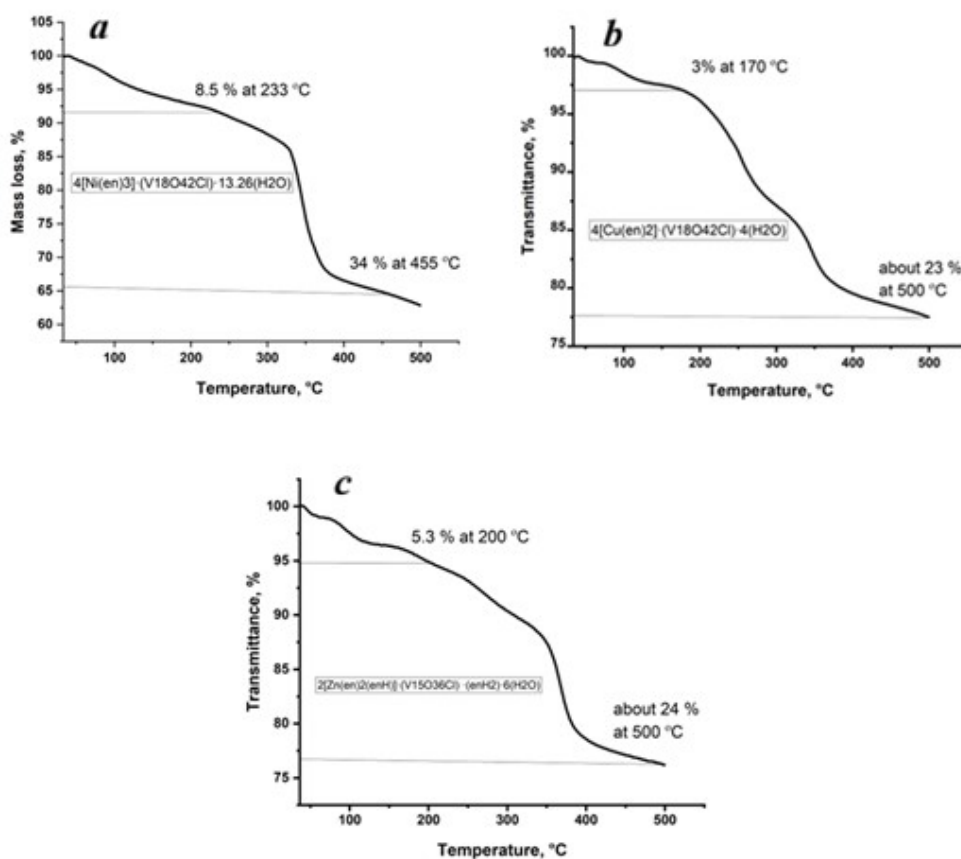 a
105
100
95
90
85
80
75
70
65
60
Mass loss, %
8.5 % at 233 °C
4[Ni(en)3]·(V18O42Cl)·13.26(H2O)
34 % at 455 °C
100 200 300 400 500
Temperature, °C
b
100
95
85
80
75
Transmittance, %
3% at 170 °C
4[Cu(en)2]·(V18O42Cl)·4(H2O)
about 23 %
at 500 °C
100 200 300 400 500
Temperature, °C
c
100
95
90
85
80
75
Transmittance, %
5.3 % at 200 °C
2[Zn(en)2(enH)]·(V15O36Cl)·(enH2)·6(H2O)
about 24 %
at 500 °C
100 200 300 400 500
Temperature, °C